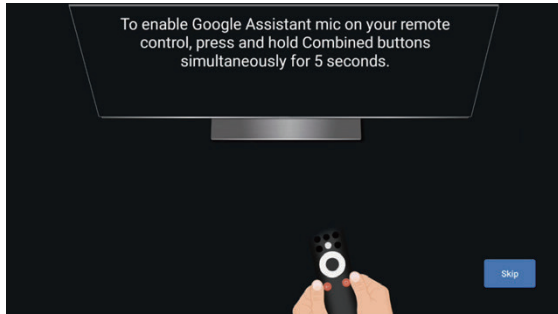 To enable Google Assistant mic on your remote
control, press and hold Combined buttons
simultaneously for 5 seconds.
Skip